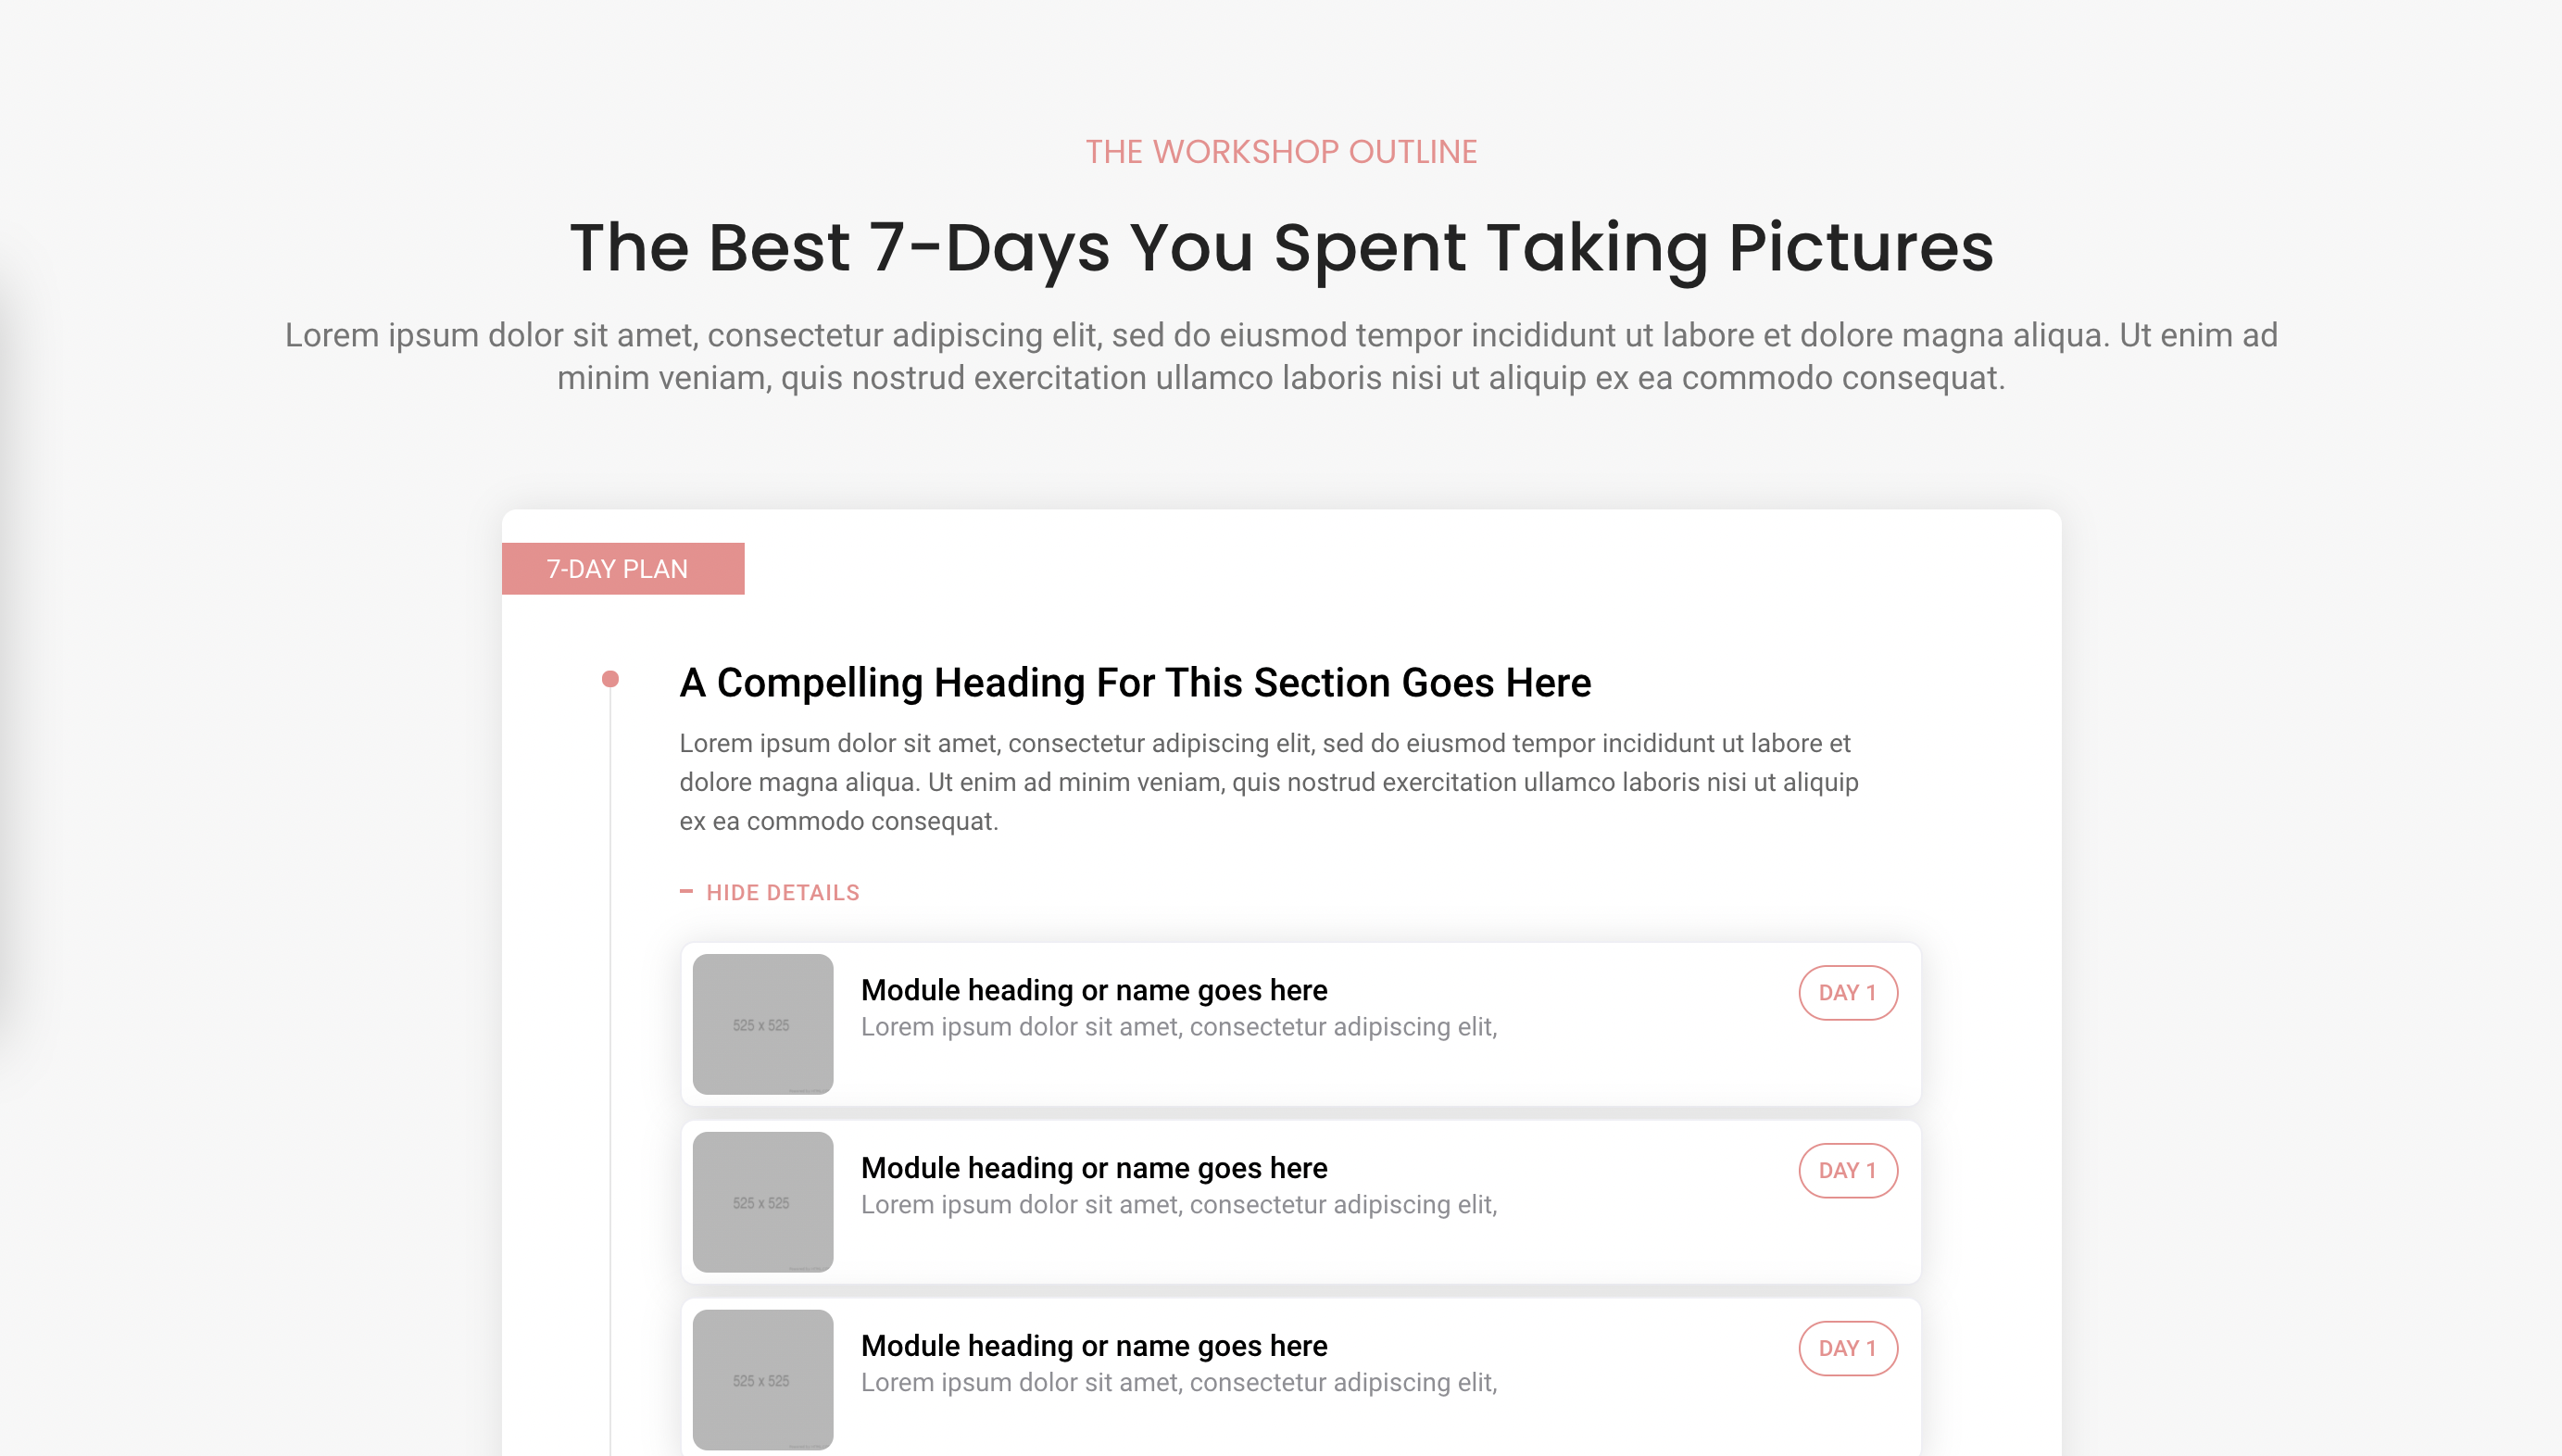 THE WORKSHOP OUTLINE
The Best 7-Days You Spent Taking Pictures
Lorem ipsum dolor sit amet, consectetur adipiscing elit, sed do eiusmod tempor incididunt ut labore et dolore magna aliqua. Ut enim ad
minim veniam, quis nostrud exercitation ullamco laboris nisi ut aliquip ex ea commodo consequat.
7-DAY PLAN
A Compelling Heading For This Section Goes Here
Lorem ipsum dolor sit amet, consectetur adipiscing elit, sed do eiusmod tempor incididunt ut labore et
dolore magna aliqua. Ut enim ad minim veniam, quis nostrud exercitation ullamco laboris nisi ut aliquip
ex ea commodo consequat.
– HIDE DETAILS
525 x 525
Module heading or name goes here
Lorem ipsum dolor sit amet, consectetur adipiscing elit,
DAY 1
525 x 525
Module heading or name goes here
Lorem ipsum dolor sit amet, consectetur adipiscing elit,
DAY 1
525 x 525
Module heading or name goes here
Lorem ipsum dolor sit amet, consectetur adipiscing elit,
DAY 1